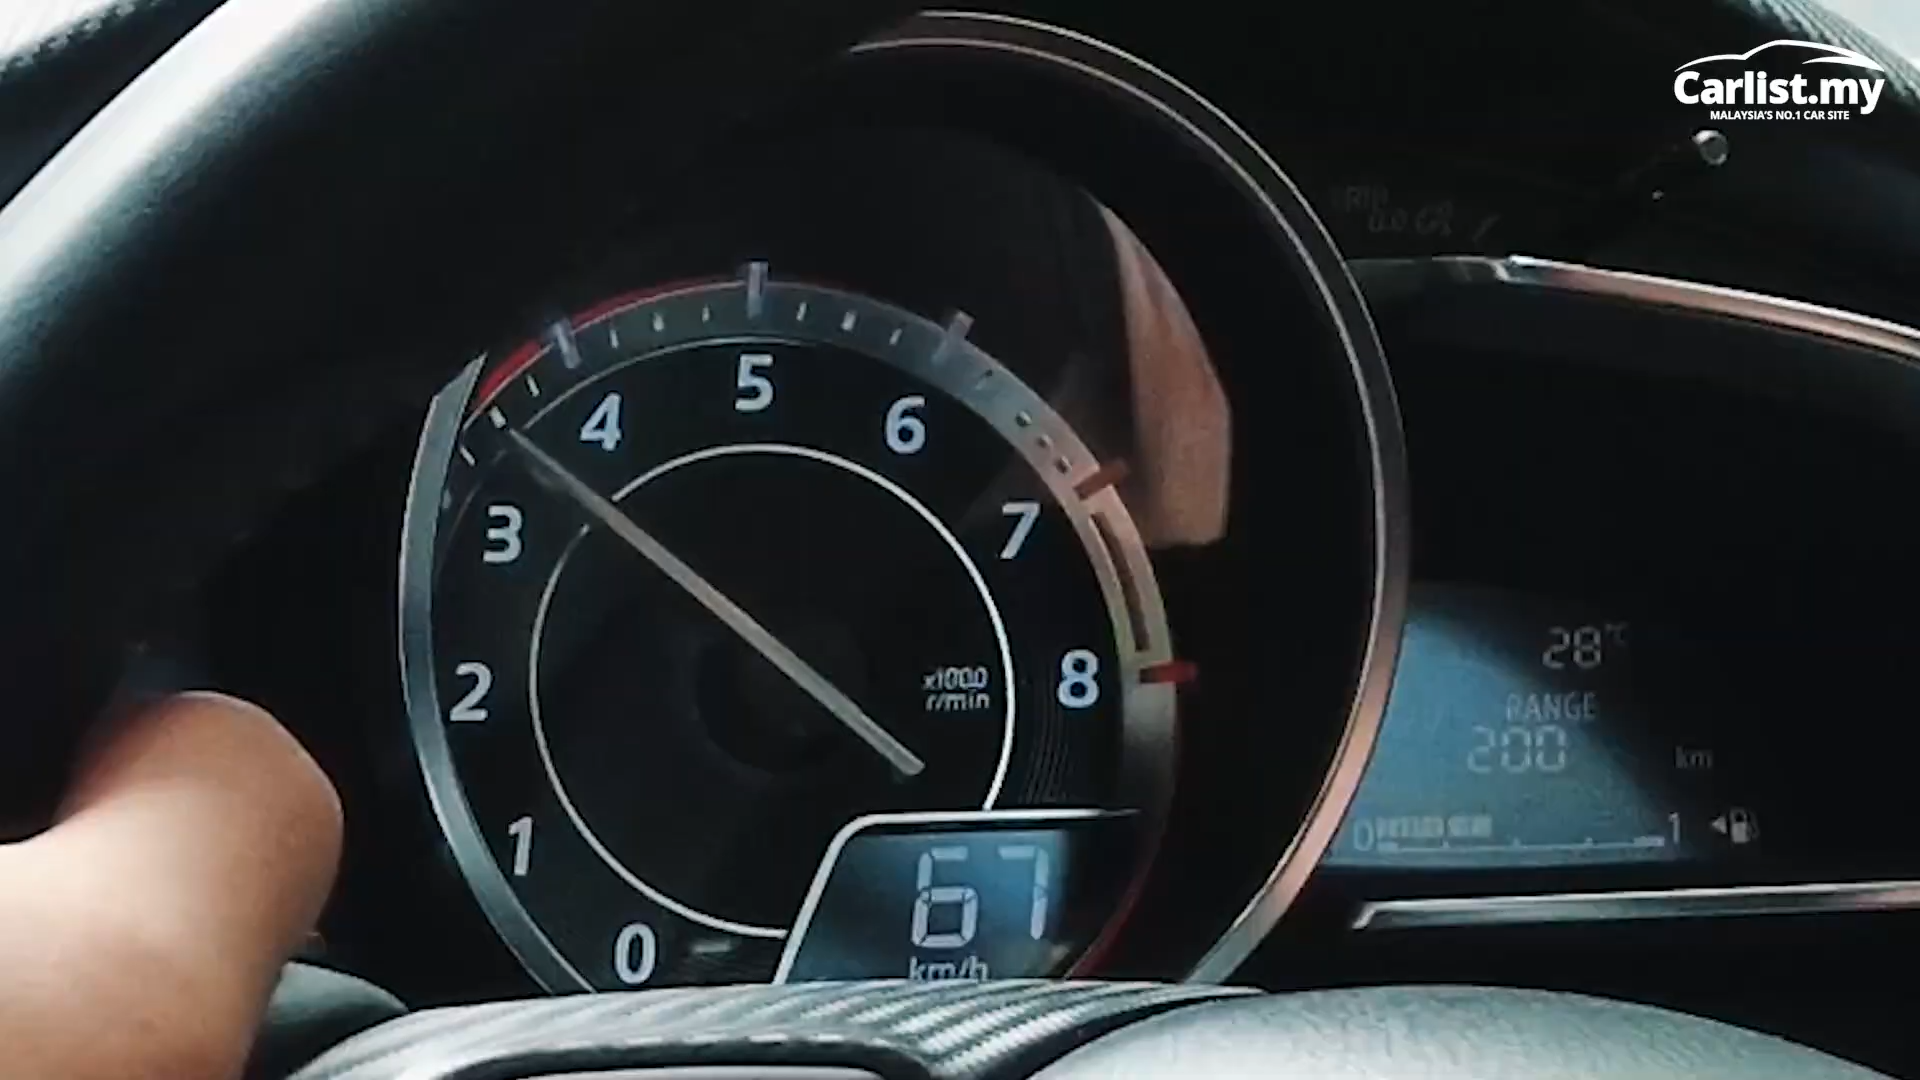 Carlist.my
MALAYSIA'S NO.1 CAR SITE
5
4
6
3
7
2
x1000
r/min
8
1
0
67
km/h
28°C
RANGE
200 km
0 1